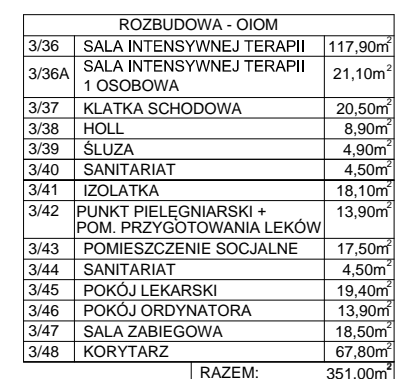 ROZBUDOWA - OIOM
3/36 SALA INTENSYWNEJ TERAPII 117,90m²
3/36A SALA INTENSYWNEJ TERAPII 21,10m²
1 OSOBOWA
3/37 KLATKA SCHODOWA 20,50m²
3/38 HOLL 8,90m²
3/39 ŚLUZA 4,90m²
3/40 SANITARIAT 4,50m²
3/41 IZOLATKA 18,10m²
3/42 PUNKT PIELĘGNIARSKI + 13,90m²
POM. PRZYGOTOWANIA LEKÓW
3/43 POMIESZCZENIE SOCJALNE 17,50m²
3/44 SANITARIAT 4,50m²
3/45 POKÓJ LEKARSKI 19,40m²
3/46 POKÓJ ORDYNATORA 13,90m²
3/47 SALA ZABIEGOWA 18,50m²
3/48 KORYTARZ 67,80m²
RAZEM: 351,00m²